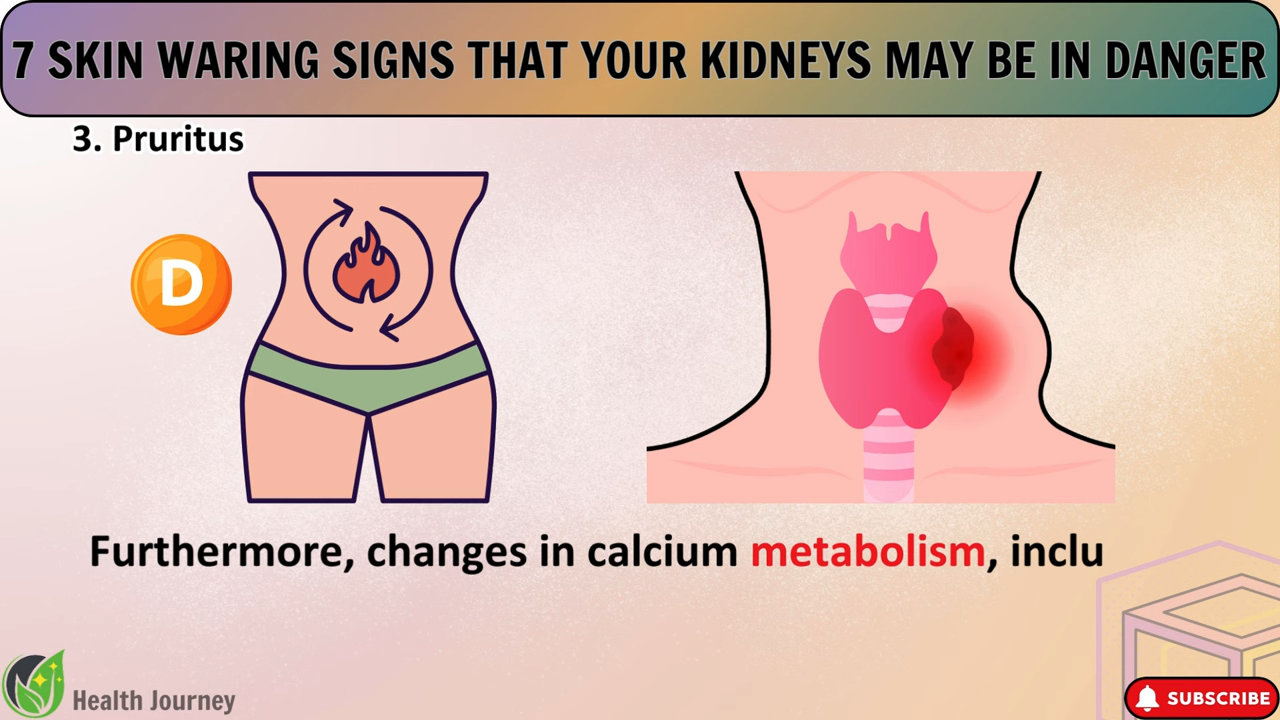 7 SKIN WARING SIGNS THAT YOUR KIDNEYS MAY BE IN DANGER
3. Pruritus
D
Furthermore, changes in calcium metabolism, inclu
Health Journey
SUBSCRIBE